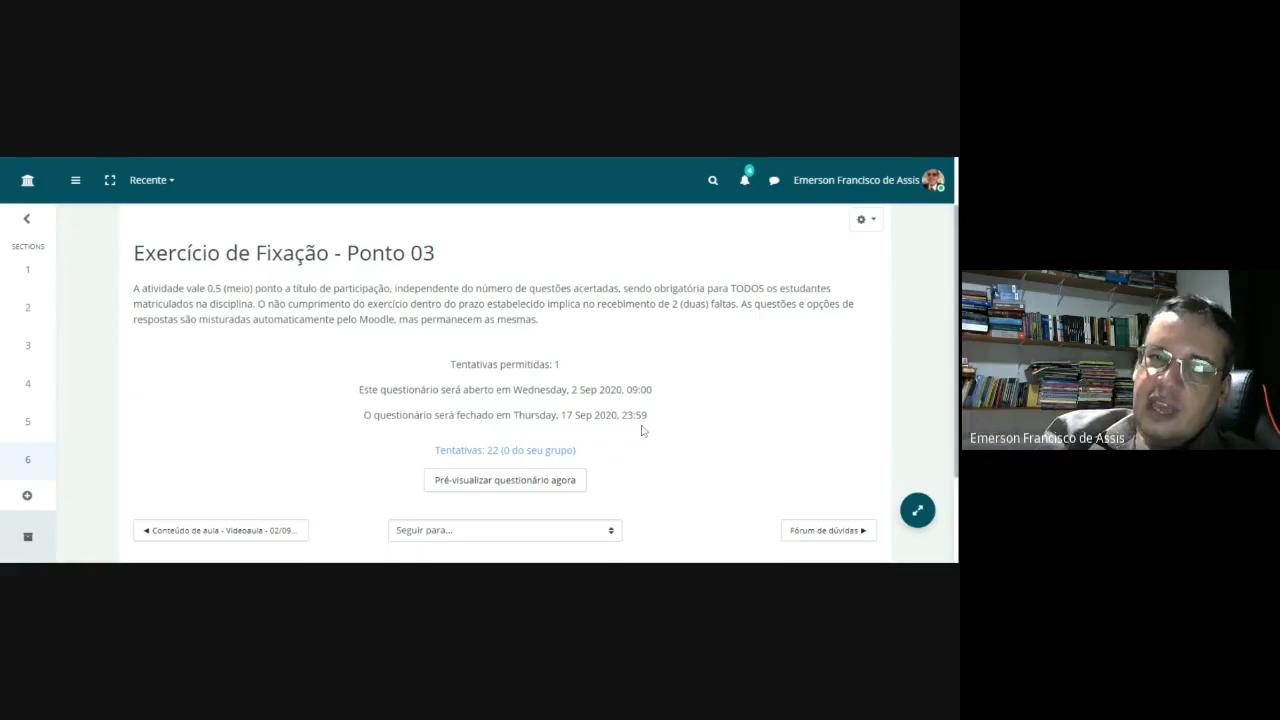 Recente
4
Emerson Francisco de Assis
SECTIONS
1
2
3
4
5
6
Exercício de Fixação - Ponto 03
A atividade vale 0,5 (meio) ponto a título de participação, independente do número de questões acertadas, sendo obrigatória para TODOS os estudantes
matriculados na disciplina. O não cumprimento do exercício dentro do prazo estabelecido implica no recebimento de 2 (duas) faltas. As questões e opções de
respostas são misturadas automaticamente pelo Moodle, mas permanecem as mesmas.
Tentativas permitidas: 1
Este questionário será aberto em Wednesday, 2 Sep 2020, 09:00
O questionário será fechado em Thursday, 17 Sep 2020, 23:59
Tentativas: 22 (0 do seu grupo)
Pré-visualizar questionário agora
◄ Conteúdo de aula - Videoaula - 02/09...
Seguir para...
Fórum de dúvidas ►
Emerson Francisco de Assis